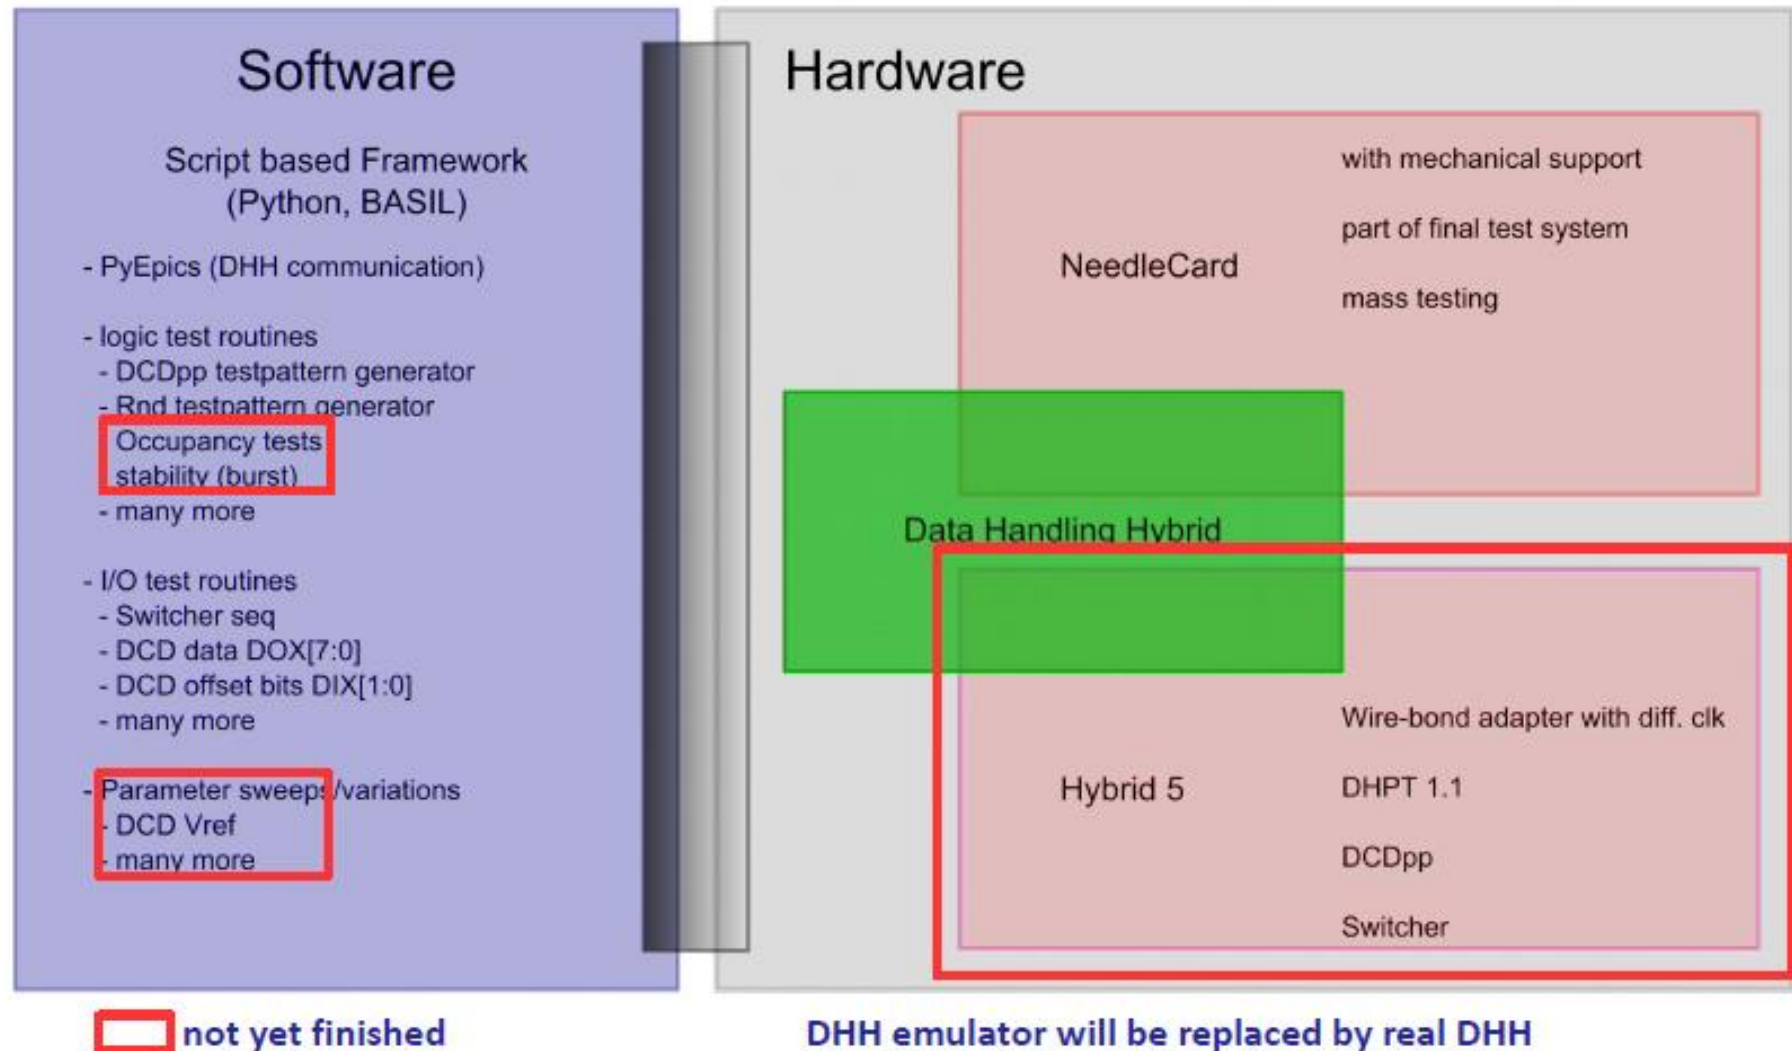 Software
Script based Framework
(Python, BASIL)
- PyEpics (DHH communication)
- logic test routines
- DCDpp testpattern generator
- Rnd testpattern generator
Occupancy tests
stability (burst)
- many more
- I/O test routines
- Switcher seq
- DCD data DOX[7:0]
- DCD offset bits DIX[1:0]
- many more
- Parameter sweeps/variations
- DCD Vref
- many more
Hardware
NeedleCard
with mechanical support
part of final test system
mass testing
Data Handling Hybrid
Hybrid 5
Wire-bond adapter with diff. clk
DHPT 1.1
DCDpp
Switcher
not yet finished
DHH emulator will be replaced by real DHH